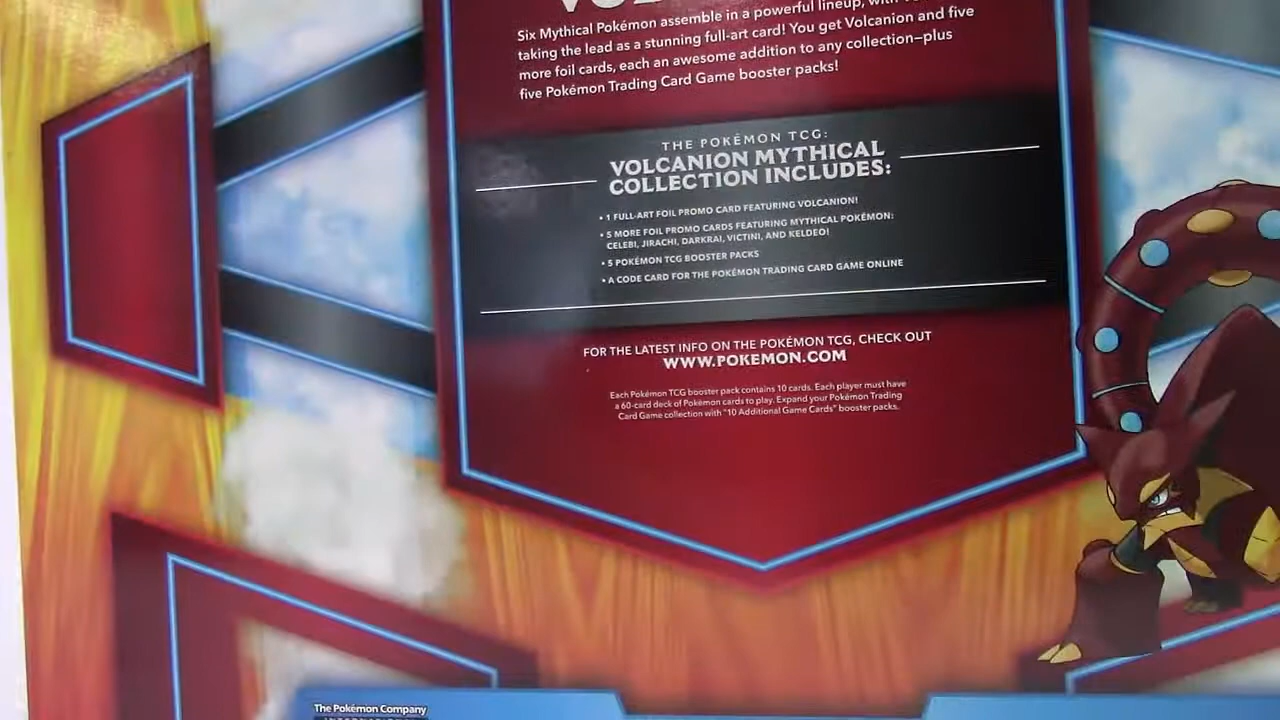 Six Mythical Pokémon assemble in a powerful lineup, with
taking the lead as a stunning full-art card! You get Volcanion and five
more foil cards, each an awesome addition to any collection—plus
five Pokémon Trading Card Game booster packs!
THE POKÉMON TCG:
VOLCANION MYTHICAL
COLLECTION INCLUDES:
• 1 FULL-ART FOIL PROMO CARD FEATURING VOLCANION!
• 5 MORE FOIL PROMO CARDS FEATURING MYTHICAL POKÉMON:
CELEBI, JIRACHI, DARKRAI, VICTINI, AND KELDEO!
• 5 POKÉMON TCG BOOSTER PACKS
• A CODE CARD FOR THE POKÉMON TRADING CARD GAME ONLINE
FOR THE LATEST INFO ON THE POKÉMON TCG, CHECK OUT
WWW.POKEMON.COM
Each Pokémon TCG booster pack contains 10 cards. Each player must have
a 60-card deck of Pokémon cards to play. Expand your Pokémon Trading
Card Game collection with "10 Additional Game Cards" booster packs.
The Pokémon Company